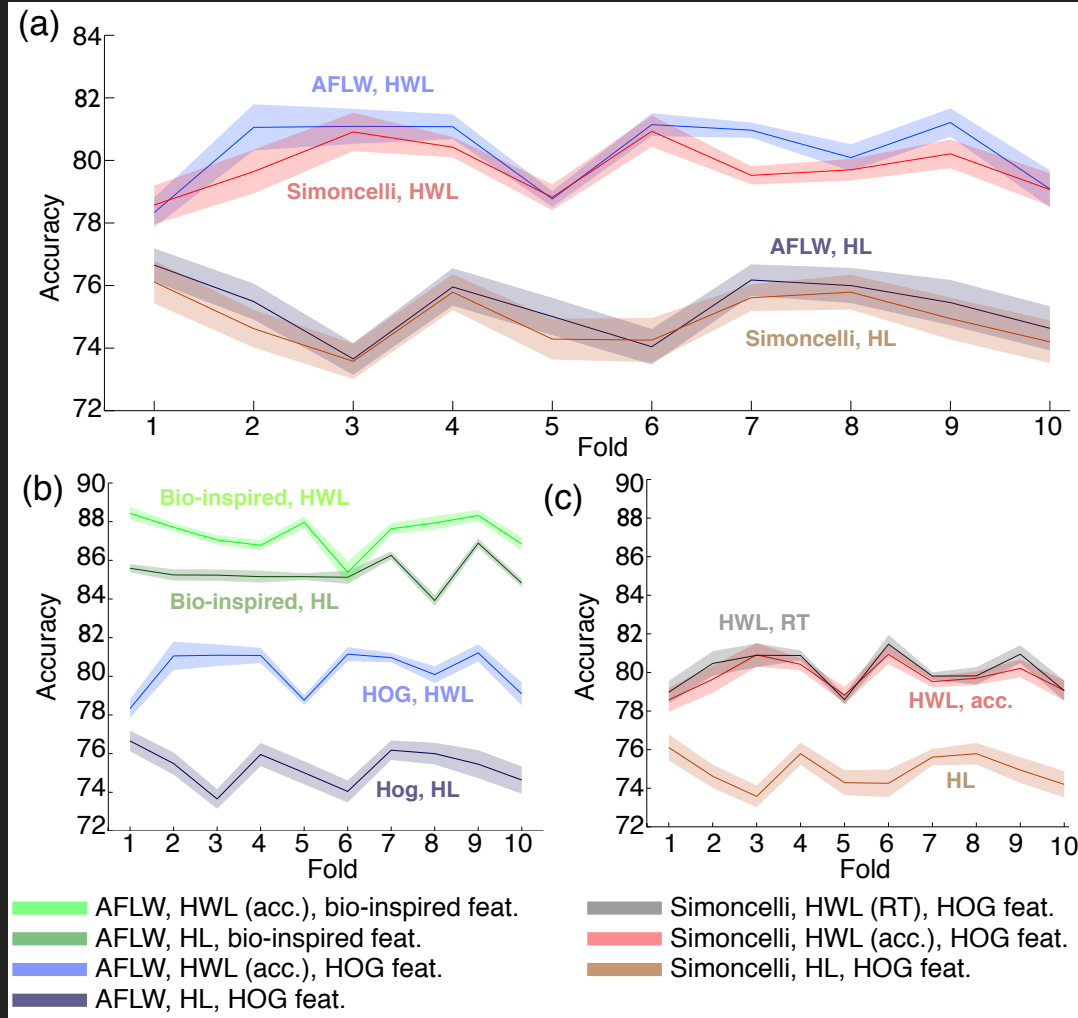 (a)
84
82
80
78
76
74
72
Accuracy
AFLW, HWL
Simoncelli, HWL
AFLW, HL
Simoncelli, HL
1 2 3 4 5 6 7 8 9 10
Fold
(b)
90
88
86
84
82
80
78
76
74
72
Accuracy
Bio-inspired, HWL
Bio-inspired, HL
HOG, HWL
Hog, HL
1 2 3 4 5 6 7 8 9 10
Fold
(c)
90
88
86
84
82
80
78
76
74
72
Accuracy
HWL, RT
HWL, acc.
HL
1 2 3 4 5 6 7 8 9 10
Fold
AFLW, HWL (acc.), bio-inspired feat.
AFLW, HL, bio-inspired feat.
AFLW, HWL (acc.), HOG feat.
AFLW, HL, HOG feat.
Simoncelli, HWL (RT), HOG feat.
Simoncelli, HWL (acc.), HOG feat.
Simoncelli, HL, HOG feat.